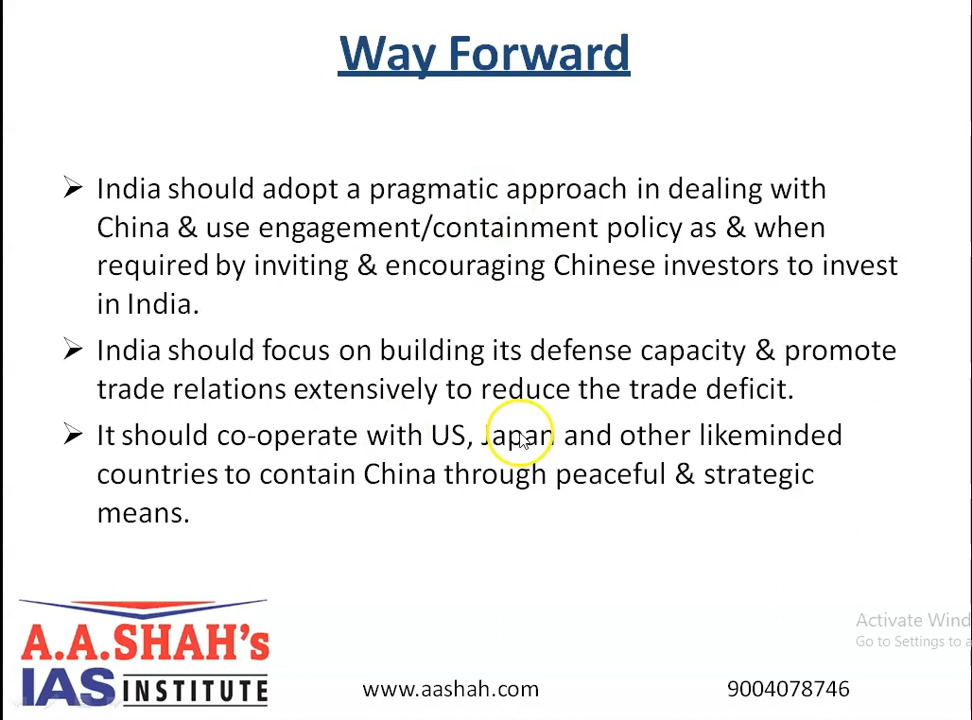 Way Forward
➢ India should adopt a pragmatic approach in dealing with
China & use engagement/containment policy as & when
required by inviting & encouraging Chinese investors to invest
in India.
➢ India should focus on building its defense capacity & promote
trade relations extensively to reduce the trade deficit.
➢ It should co-operate with US, Japan and other likeminded
countries to contain China through peaceful & strategic
means.
Activate Wind
Go to Settings to a
A.A.SHAH's
IAS INSTITUTE
www.aashah.com
9004078746